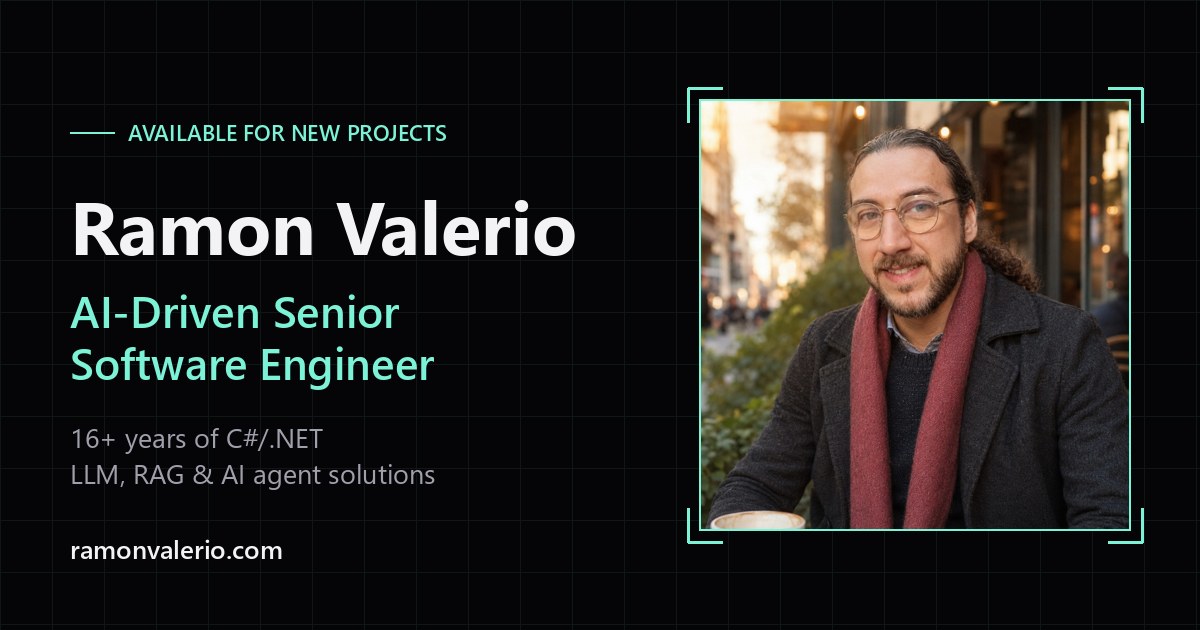 AVAILABLE FOR NEW PROJECTS
Ramon Valerio
AI-Driven Senior
Software Engineer
16+ years of C#/.NET
LLM, RAG & AI agent solutions
ramonvalerio.com